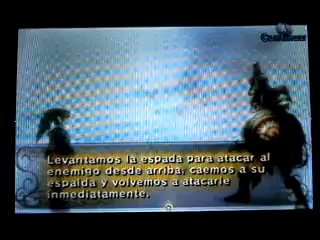 Levantamos la espada para atacar al
enemigo desde arriba, caemos a su
espalda y volvemos a atacarle
inmediatamente.